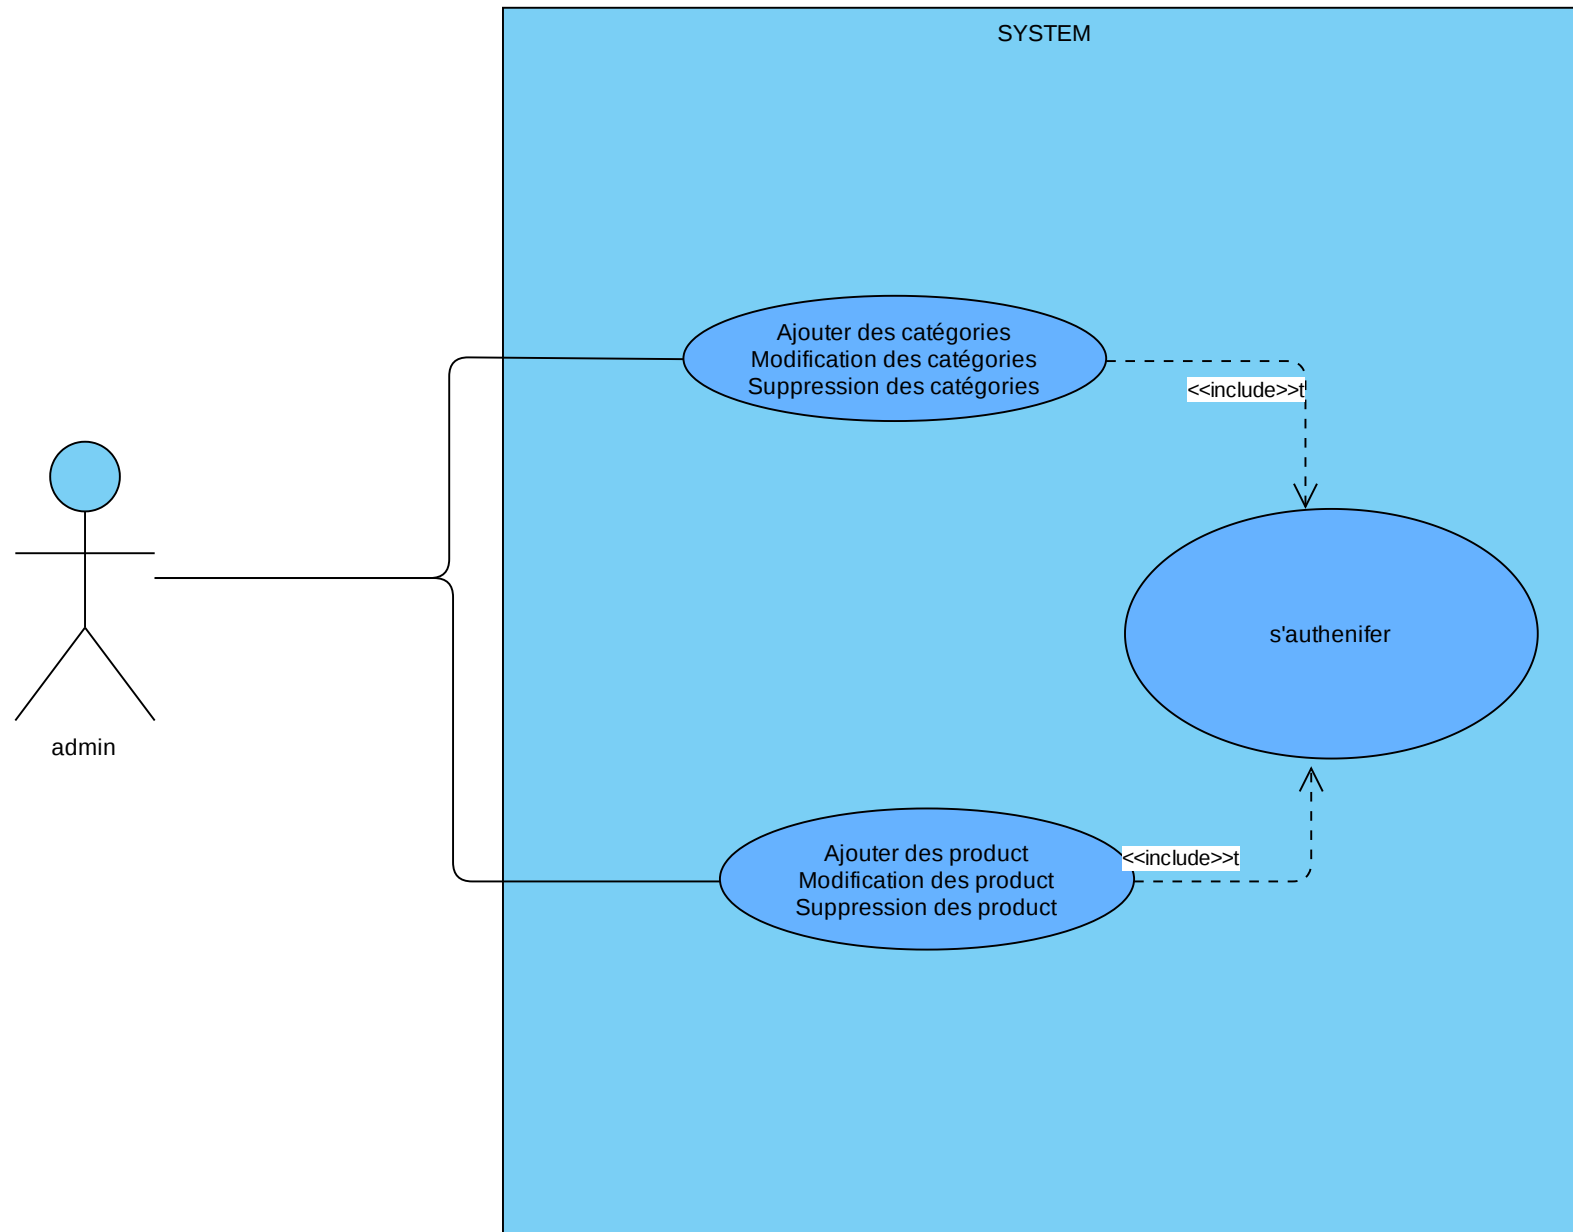 SYSTEM
Ajouter des catégories
Modification des catégories
Suppression des catégories
<<include>>t
s'authenifer
admin
Ajouter des product
Modification des product
Suppression des product
<<include>>t